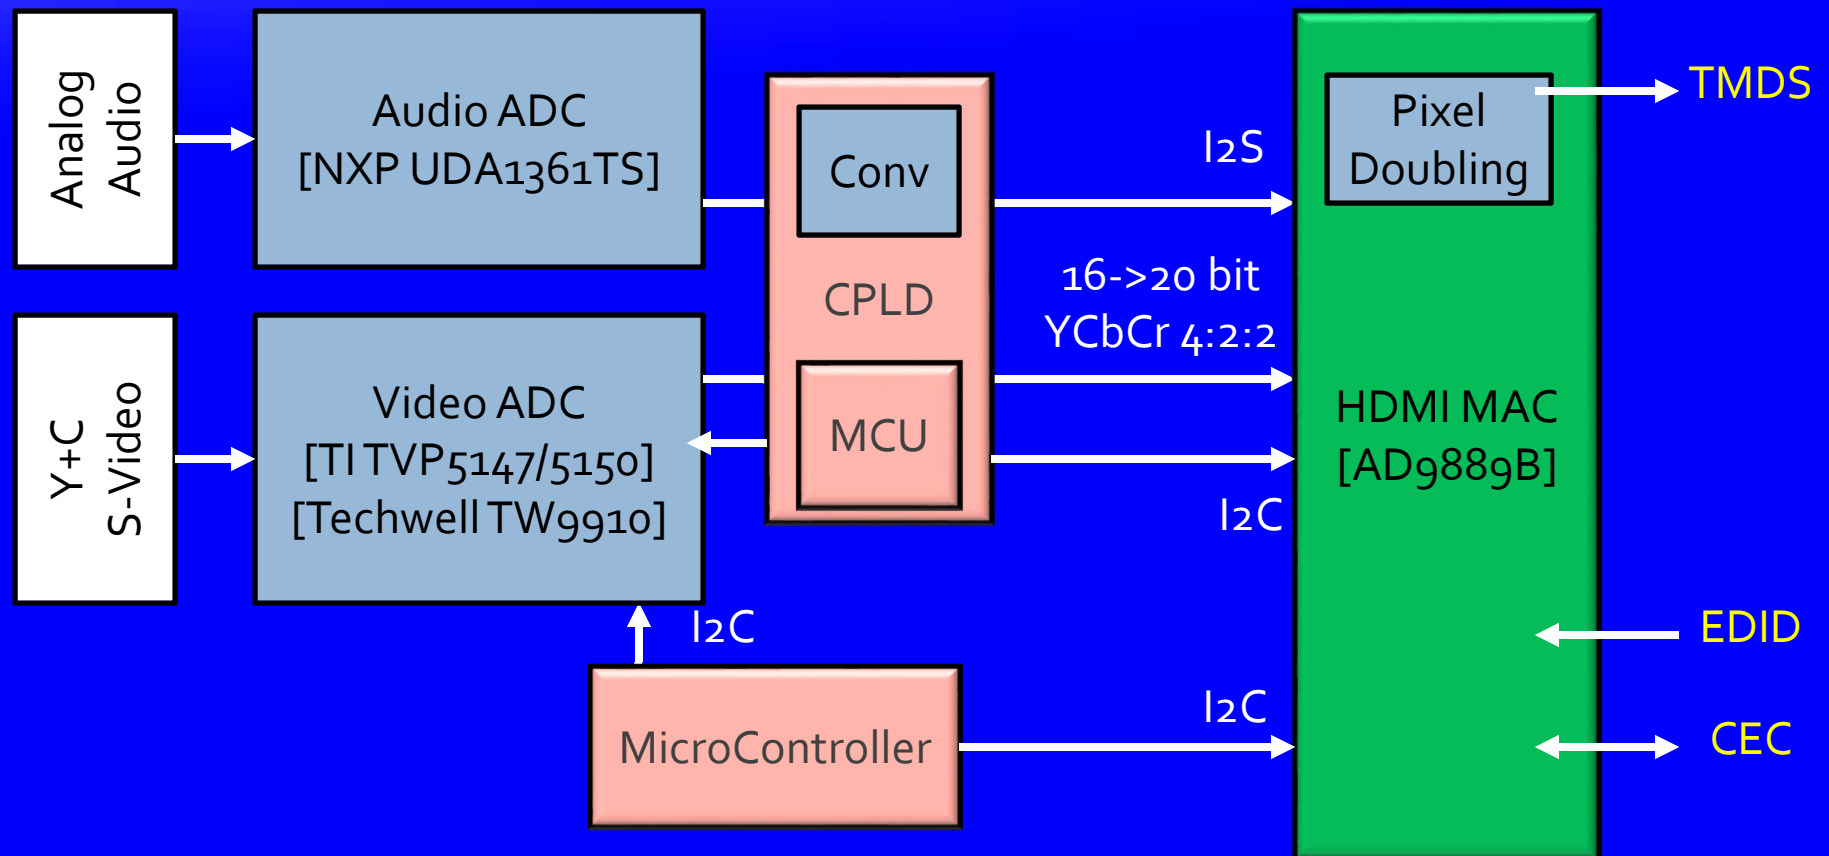 Analog
Audio
Audio ADC
[NXP UDA1361TS]
Conv
CPLD
MCU
I2S
16->20 bit
YCbCr 4:2:2
I2C
Pixel
Doubling
TMDS
HDMI MAC
[AD9889B]
Y+C
S-Video
Video ADC
[TI TVP5147/5150]
[Techwell TW9910]
I2C
MicroController
I2C
EDID
CEC